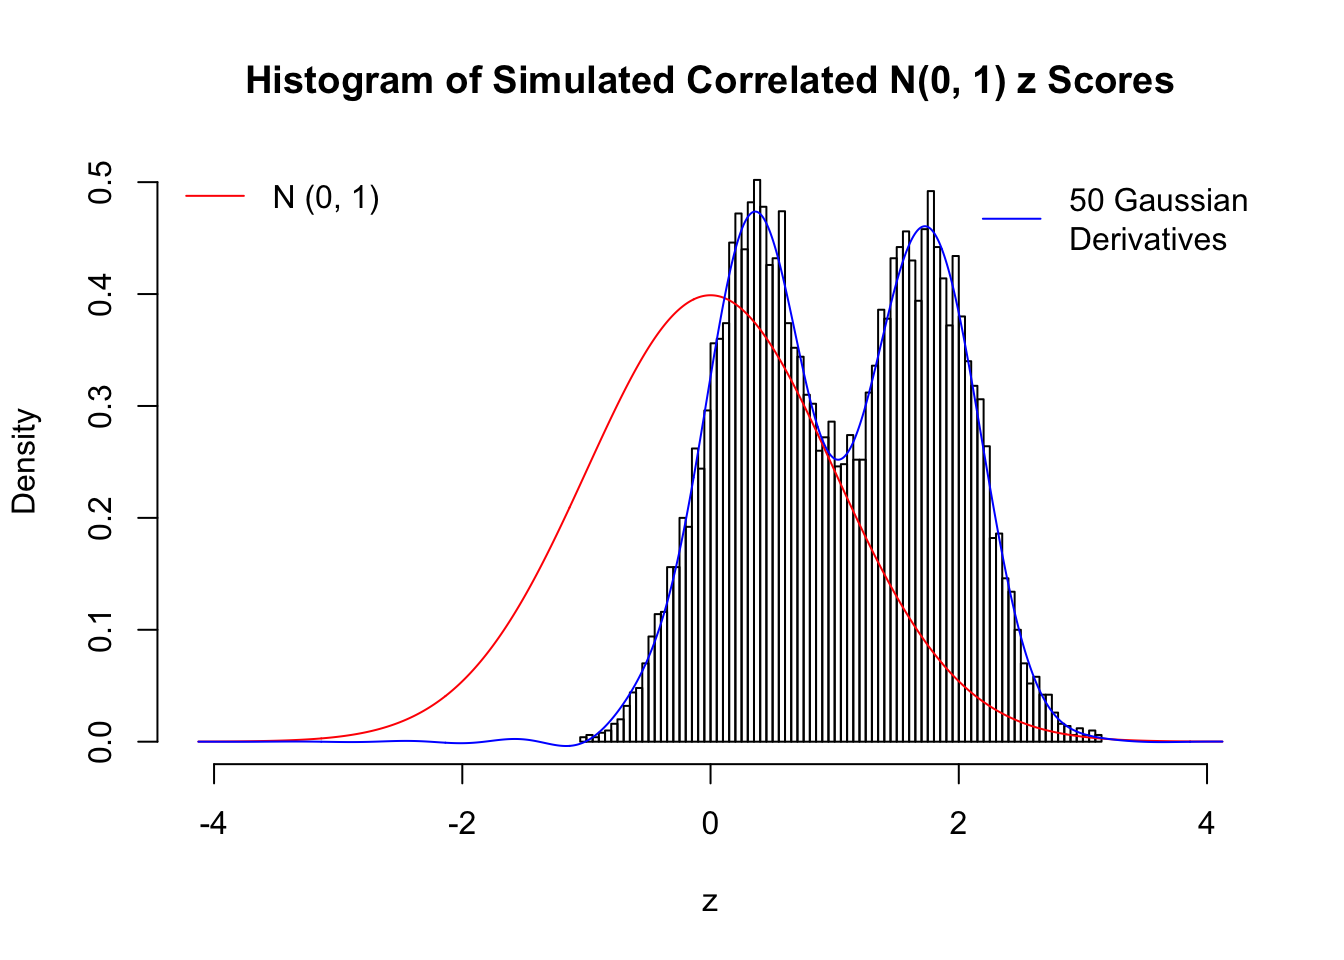 Histogram of Simulated Correlated N(0, 1) z Scores
N (0, 1)
50 Gaussian
Derivatives
Density
0.0
0.1
0.2
0.3
0.4
0.5
-4
-2
0
2
4
z